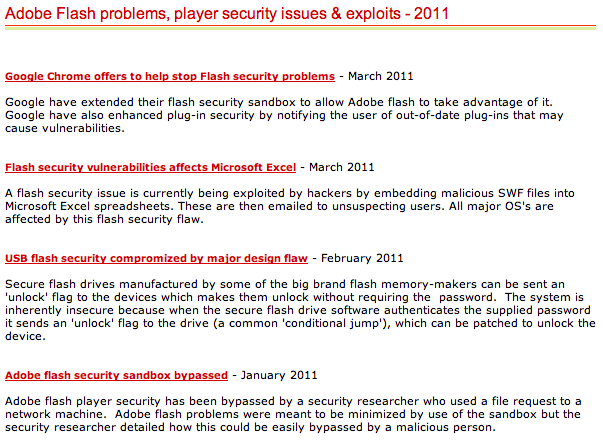 Adobe Flash problems, player security issues & exploits - 2011
Google Chrome offers to help stop Flash security problems - March 2011
Google have extended their flash security sandbox to allow Adobe flash to take advantage of it.
Google have also enhanced plug-in security by notifying the user of out-of-date plug-ins that may
cause vulnerabilities.
Flash security vulnerabilities affects Microsoft Excel - March 2011
A flash security issue is currently being exploited by hackers by embedding malicious SWF files into
Microsoft Excel spreadsheets. These are then emailed to unsuspecting users. All major OS's are
affected by this flash security flaw.
USB flash security compromized by major design flaw - February 2011
Secure flash drives manufactured by some of the big brand flash memory-makers can be sent an
'unlock' flag to the devices which makes them unlock without requiring the  password.  The system is
inherently insecure because when the secure flash drive software authenticates the supplied password
it sends an 'unlock' flag to the drive (a common 'conditional jump'), which can be patched to unlock the
device.
Adobe flash security sandbox bypassed - January 2011
Adobe flash player security has been bypassed by a security researcher who used a file request to a
network machine.  Adobe flash problems were meant to be minimized by use of the sandbox but the
security researcher detailed how this could be easily bypassed by a malicious person.